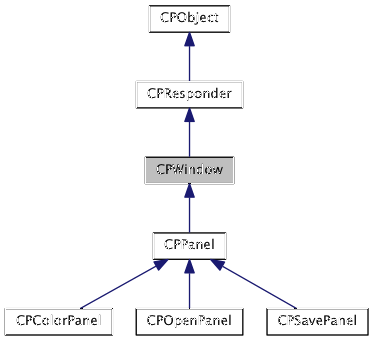 CPObject
CPResponder
CPWindow
CPPanel
CPColorPanel
CPOpenPanel
CPSavePanel